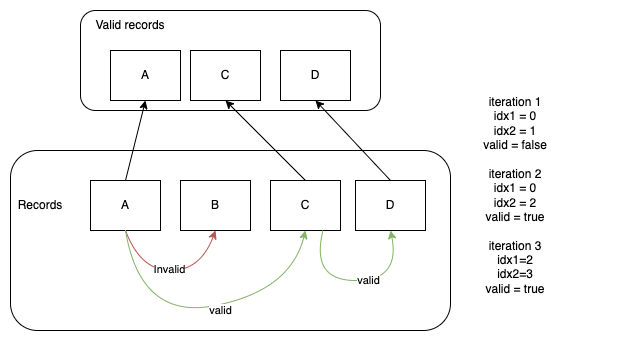 Valid records
A
C
D
Records
A
B
C
D
Invalid
valid
valid
iteration 1
idx1 = 0
idx2 = 1
valid = false
iteration 2
idx1 = 0
idx2 = 2
valid = true
iteration 3
idx1=2
idx2=3
valid = true